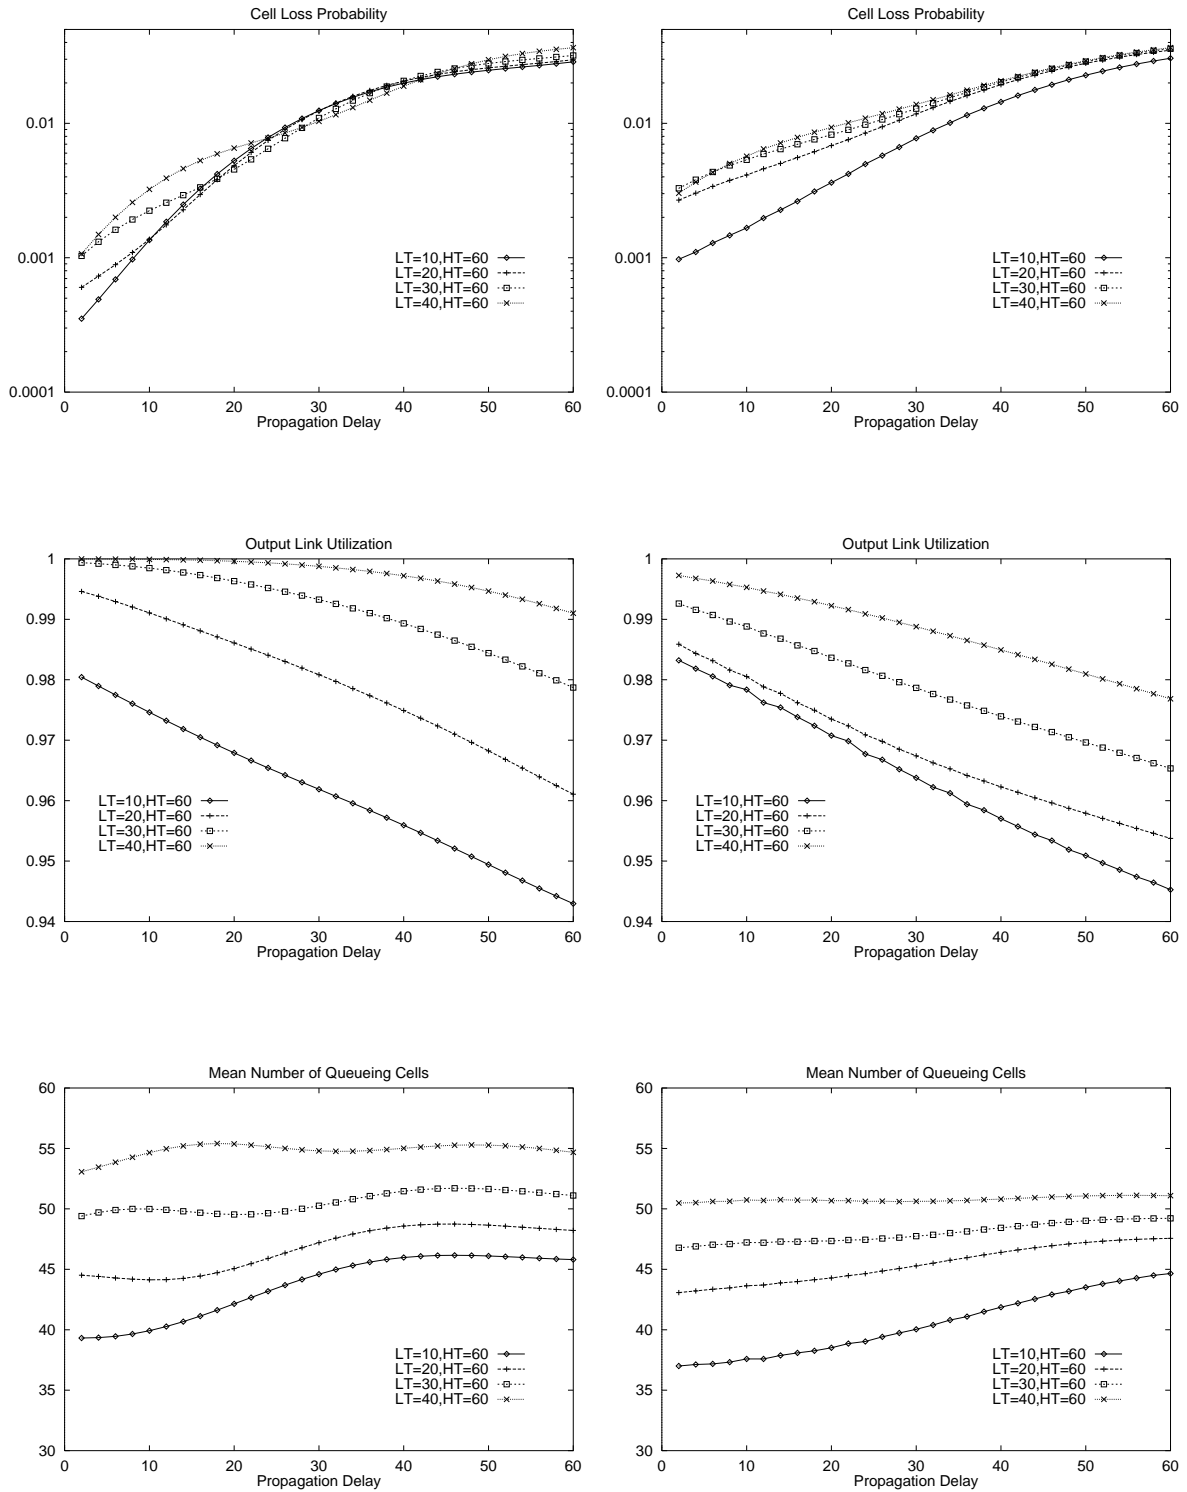 Cell Loss Probability
0.01
0.001
0.0001
LT=10,HT=60
LT=20,HT=60
LT=30,HT=60
LT=40,HT=60
0 10 20 30 40 50 60
Propagation Delay
Cell Loss Probability
0.01
0.001
0.0001
LT=10,HT=60
LT=20,HT=60
LT=30,HT=60
LT=40,HT=60
0 10 20 30 40 50 60
Propagation Delay
Output Link Utilization
1
0.99
0.98
0.97
0.96
0.95
0.94
LT=10,HT=60
LT=20,HT=60
LT=30,HT=60
LT=40,HT=60
0 10 20 30 40 50 60
Propagation Delay
Output Link Utilization
1
0.99
0.98
0.97
0.96
0.95
0.94
LT=10,HT=60
LT=20,HT=60
LT=30,HT=60
LT=40,HT=60
0 10 20 30 40 50 60
Propagation Delay
Mean Number of Queueing Cells
60
55
50
45
40
35
30
LT=10,HT=60
LT=20,HT=60
LT=30,HT=60
LT=40,HT=60
0 10 20 30 40 50 60
Propagation Delay
Mean Number of Queueing Cells
60
55
50
45
40
35
30
LT=10,HT=60
LT=20,HT=60
LT=30,HT=60
LT=40,HT=60
0 10 20 30 40 50 60
Propagation Delay